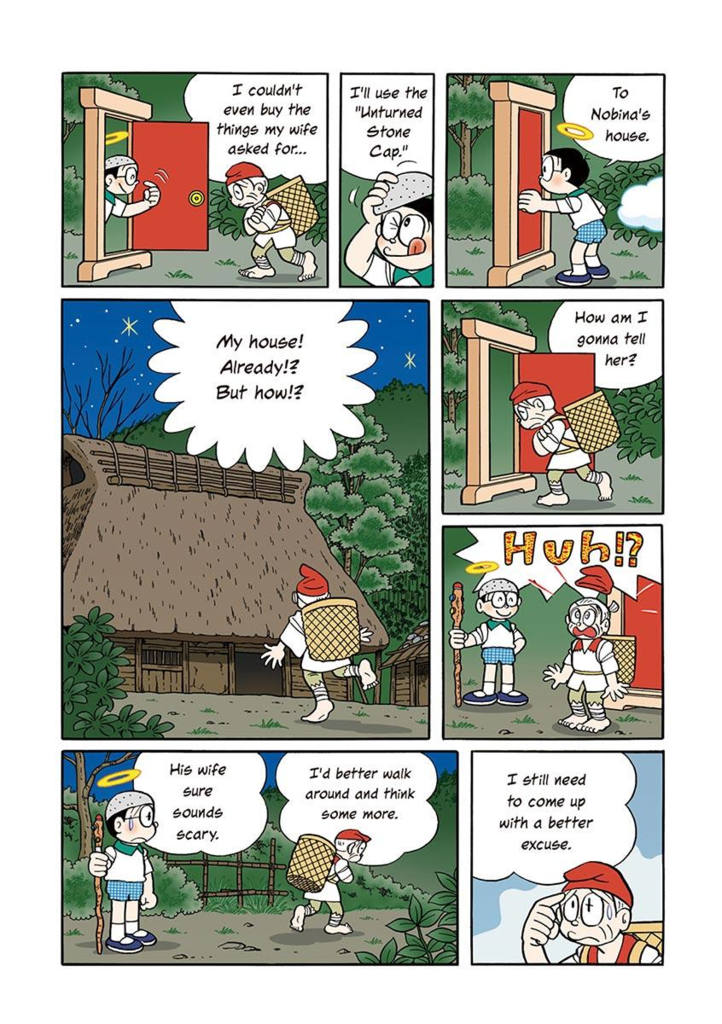 To
Nobina's
house.
I'll use the
"Unturned
Stone
Cap."
I couldn't
even buy the
things my wife
asked for...
How am I
gonna tell
her?
Huh!?
My house!
Already!?
But how!?
I still need
to come up
with a better
excuse.
I'd better walk
around and think
some more.
His wife
sure
sounds
scary.